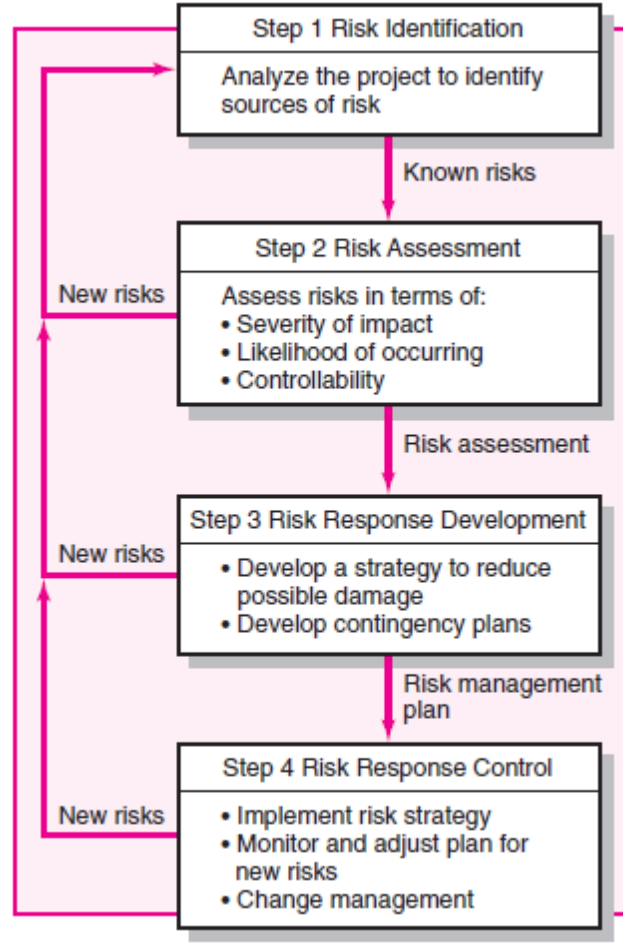 Step 1 Risk Identification
Analyze the project to identify
sources of risk
Known risks
Step 2 Risk Assessment
New risks
Assess risks in terms of:
• Severity of impact
• Likelihood of occurring
• Controllability
Risk assessment
Step 3 Risk Response Development
New risks
• Develop a strategy to reduce
possible damage
• Develop contingency plans
Risk management
plan
Step 4 Risk Response Control
New risks
• Implement risk strategy
• Monitor and adjust plan for
new risks
• Change management